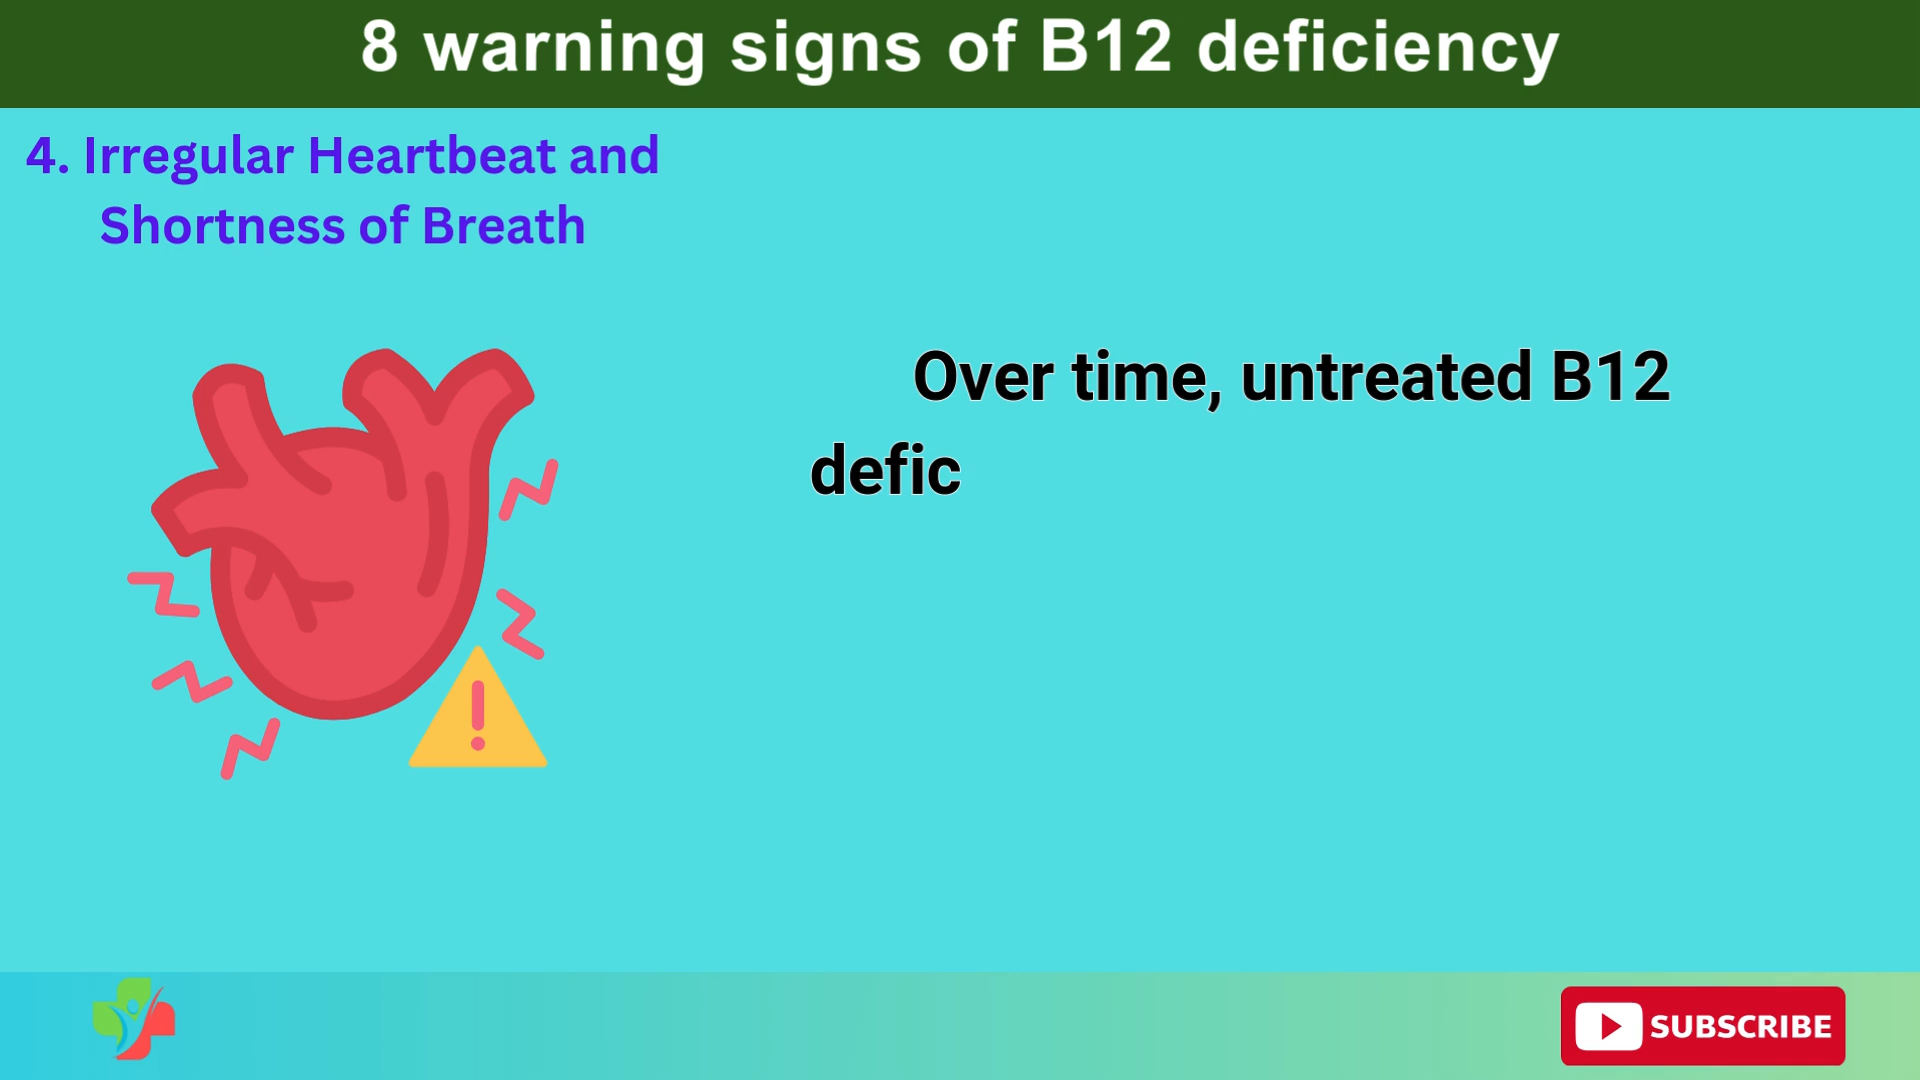 8 warning signs of B12 deficiency
4. Irregular Heartbeat and
Shortness of Breath
Over time, untreated B12
defic
SUBSCRIBE